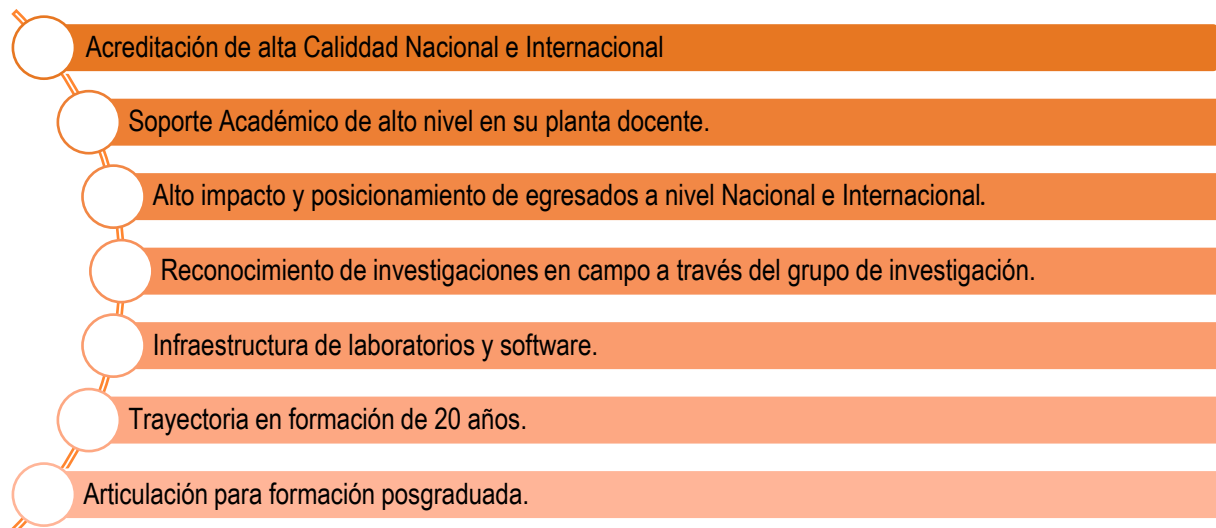 Acreditación de alta Caliddad Nacional e Internacional
Soporte Académico de alto nivel en su planta docente.
Alto impacto y posicionamiento de egresados a nivel Nacional e Internacional.
Reconocimiento de investigaciones en campo a través del grupo de investigación.
Infraestructura de laboratorios y software.
Trayectoria en formación de 20 años.
Articulación para formación posgraduada.